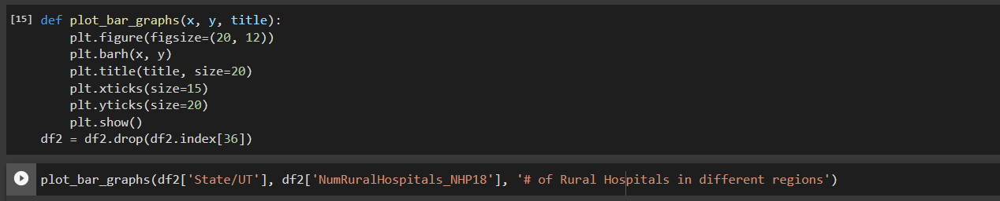 [15] def plot_bar_graphs(x, y, title):
plt.figure(figsize=(20, 12))
plt.barh(x, y)
plt.title(title, size=20)
plt.xticks(size=15)
plt.yticks(size=20)
plt.show()
df2 = df2.drop(df2.index[36])
plot_bar_graphs(df2['State/UT'], df2['NumRuralHospitals_NHP18'], '# of Rural Hospitals in different regions')